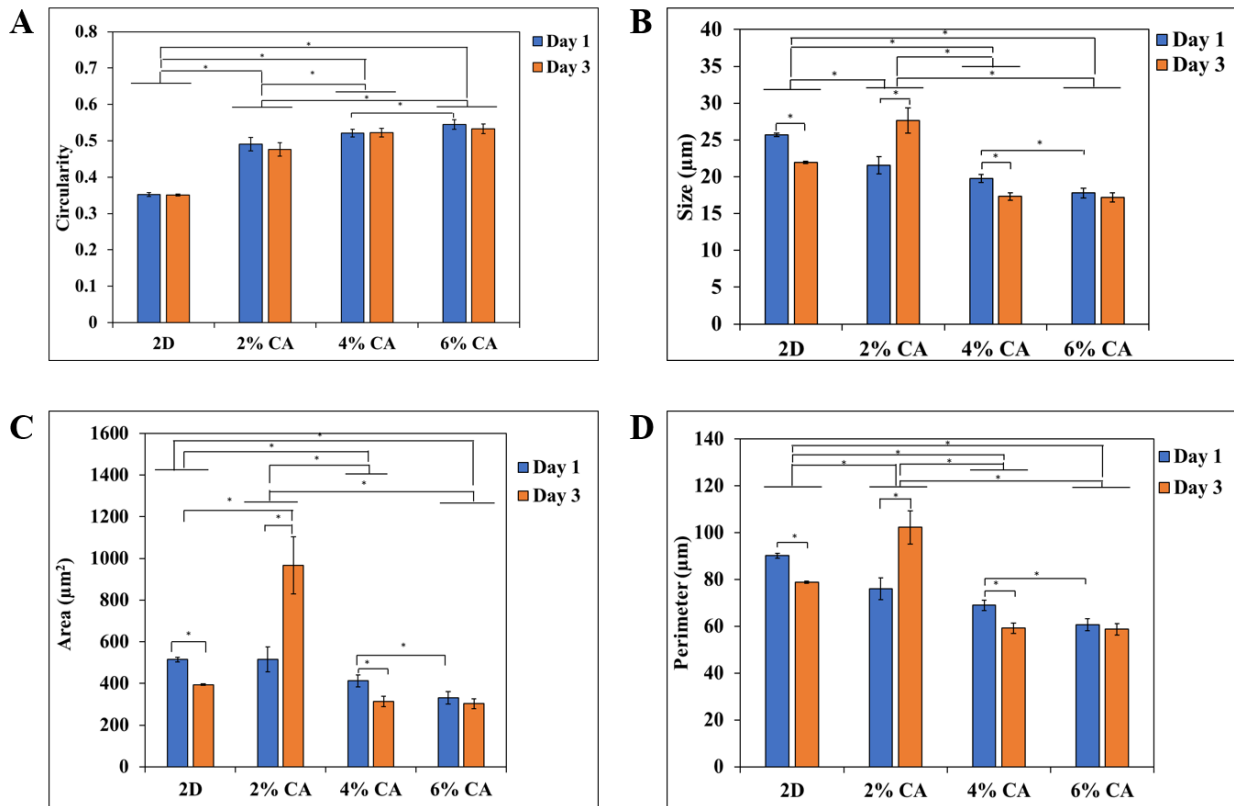 A
Circularity
0.8
0.7
0.6
0.5
0.4
0.3
0.2
0.1
0
* * * * * *
2D 2% CA 4% CA 6% CA
Day 1
Day 3
B
Size (µm)
40
35
30
25
20
15
10
5
0
* * * * * * * * *
2D 2% CA 4% CA 6% CA
Day 1
Day 3
C
Area (µm²)
1600
1400
1200
1000
800
600
400
200
0
* * * * * * * * *
2D 2% CA 4% CA 6% CA
Day 1
Day 3
D
Perimeter (µm)
140
120
100
80
60
40
20
0
* * * * * * * * *
2D 2% CA 4% CA 6% CA
Day 1
Day 3